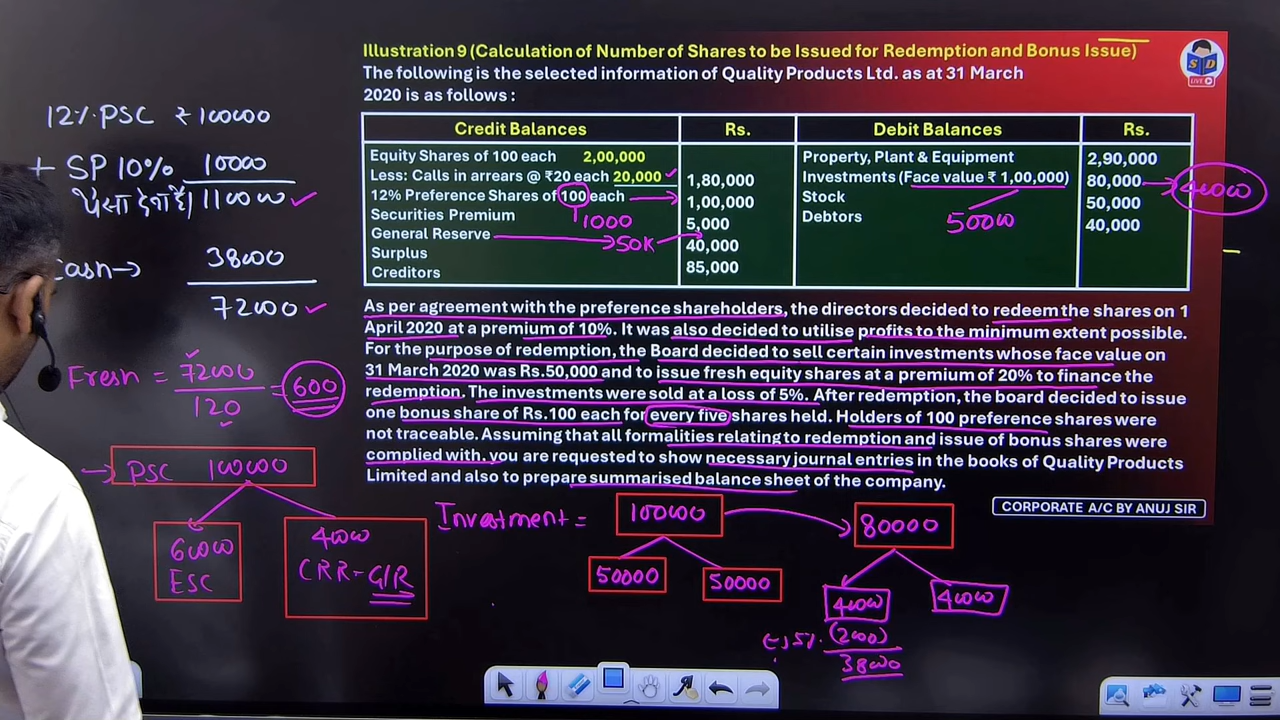 Illustration 9 (Calculation of Number of Shares to be Issued for Redemption and Bonus Issue)
The following is the selected information of Quality Products Ltd. as at 31 March
2020 is as follows :
S D
LIVE
Credit Balances Rs. Debit Balances Rs.
Equity Shares of 100 each 2,00,000
Less: Calls in arrears @ ₹20 each 20,000
12% Preference Shares of 100 each
Securities Premium
General Reserve
Surplus
Creditors
1,80,000
1,00,000
5,000
40,000
85,000
Property, Plant & Equipment
Investments (Face value ₹ 1,00,000)
Stock
Debtors
2,90,000
80,000
50,000
40,000
1000
50K
50000
40000
As per agreement with the preference shareholders, the directors decided to redeem the shares on 1
April 2020 at a premium of 10%. It was also decided to utilise profits to the minimum extent possible.
For the purpose of redemption, the Board decided to sell certain investments whose face value on
31 March 2020 was Rs.50,000 and to issue fresh equity shares at a premium of 20% to finance the
redemption. The investments were sold at a loss of 5%. After redemption, the board decided to issue
one bonus share of Rs.100 each for every five shares held. Holders of 100 preference shares were
not traceable. Assuming that all formalities relating to redemption and issue of bonus shares were
complied with, you are requested to show necessary journal entries in the books of Quality Products
Limited and also to prepare summarised balance sheet of the company.
CORPORATE A/C BY ANUJ SIR
12% PSC ₹100000
+ SP 10% 10000
पैसा देना है 110000
Cash → 38000
72000
Fresh = 72000 = 600
120
→ PSC 100000
60000
ESC
40000
CRR - G/R
Investment = 100000 80000
50000 50000
40000 40000
(-) 5% (2000)
38000